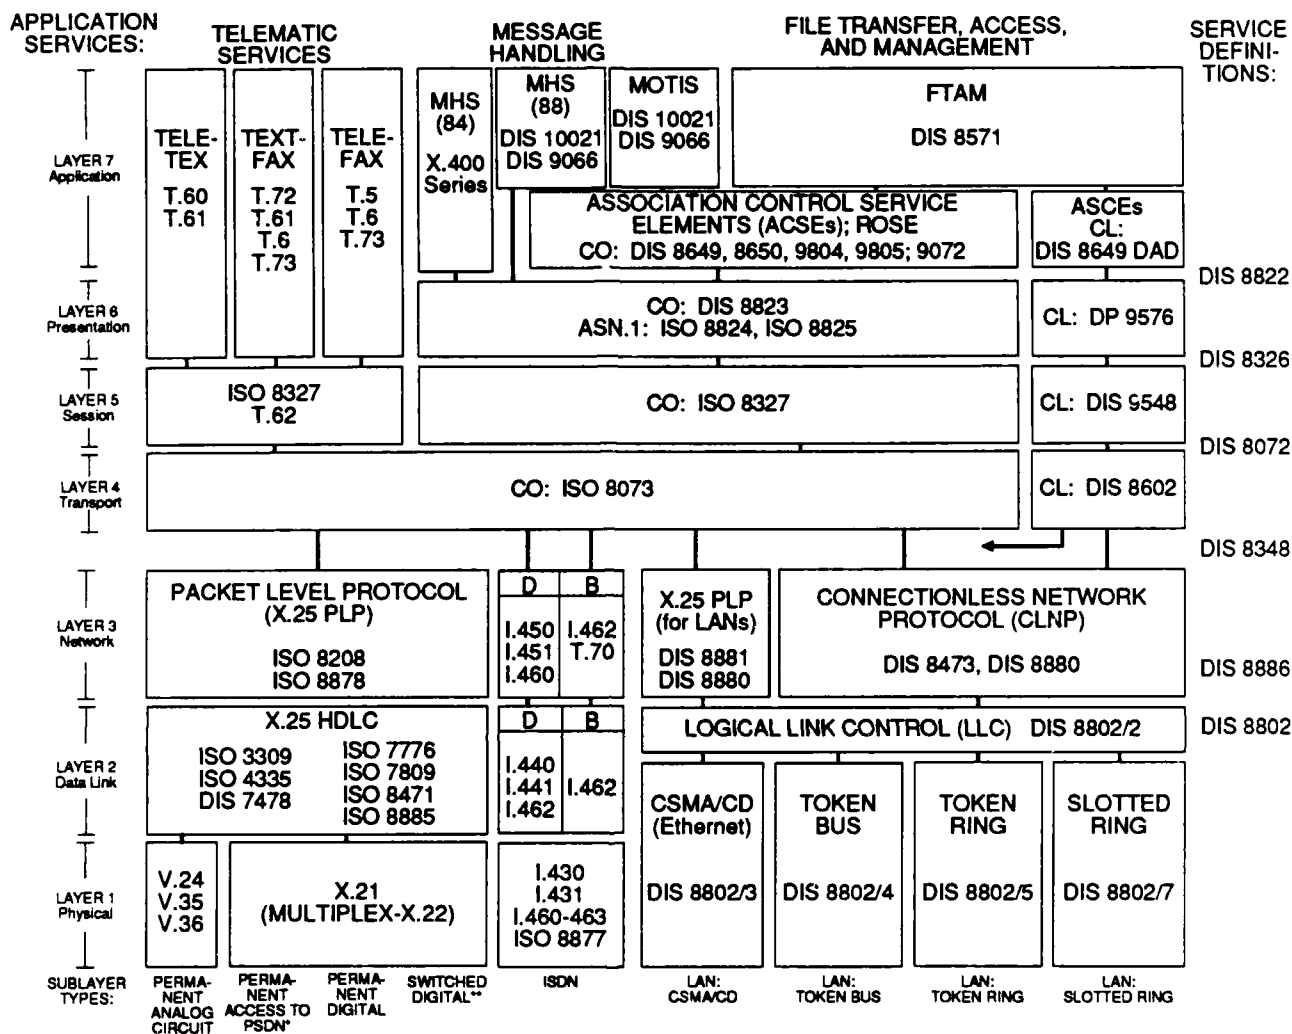 APPLICATION
SERVICES:
TELEMATIC
SERVICES
MESSAGE
HANDLING
FILE TRANSFER, ACCESS,
AND MANAGEMENT
SERVICE
DEFINI-
TIONS:
LAYER 7
Application
TELE-
TEX
T.60
T.61
TEXT-
FAX
T.72
T.61
T.6
T.73
TELE-
FAX
T.5
T.6
T.73
MHS
(84)
X.400
Series
MHS
(88)
DIS 10021
DIS 9066
MOTIS
DIS 10021
DIS 9066
FTAM
DIS 8571
ASSOCIATION CONTROL SERVICE
ELEMENTS (ACSEs); ROSE
CO: DIS 8649, 8650, 9804, 9805; 9072
ASCEs
CL:
DIS 8649 DAD
DIS 8822
LAYER 6
Presentation
CO: DIS 8823
ASN.1: ISO 8824, ISO 8825
CL: DP 9576
DIS 8326
LAYER 5
Session
ISO 8327
T.62
CO: ISO 8327
CL: DIS 9548
DIS 8072
LAYER 4
Transport
CO: ISO 8073
CL: DIS 8602
DIS 8348
LAYER 3
Network
PACKET LEVEL PROTOCOL
(X.25 PLP)
ISO 8208
ISO 8878
D
I.450
I.451
I.460
B
I.462
T.70
X.25 PLP
(for LANs)
DIS 8881
DIS 8880
CONNECTIONLESS NETWORK
PROTOCOL (CLNP)
DIS 8473, DIS 8880
DIS 8886
LAYER 2
Data Link
X.25 HDLC
ISO 3309
ISO 4335
DIS 7478
ISO 7776
ISO 7809
ISO 8471
ISO 8885
D
I.440
I.441
I.462
B
I.462
LOGICAL LINK CONTROL (LLC) DIS 8802/2
DIS 8802
CSMA/CD
(Ethernet)
DIS 8802/3
TOKEN
BUS
DIS 8802/4
TOKEN
RING
DIS 8802/5
SLOTTED
RING
DIS 8802/7
LAYER 1
Physical
V.24
V.35
V.36
X.21
(MULTIPLEX-X.22)
I.430
I.431
I.460-463
ISO 8877
SUBLAYER
TYPES:
PERMA-
NENT
ANALOG
CIRCUIT
PERMA-
NENT
ACCESS TO
PSDN*
PERMA-
NENT
DIGITAL
SWITCHED
DIGITAL**
ISDN
LAN:
CSMA/CD
LAN:
TOKEN BUS
LAN:
TOKEN RING
LAN:
SLOTTED RING